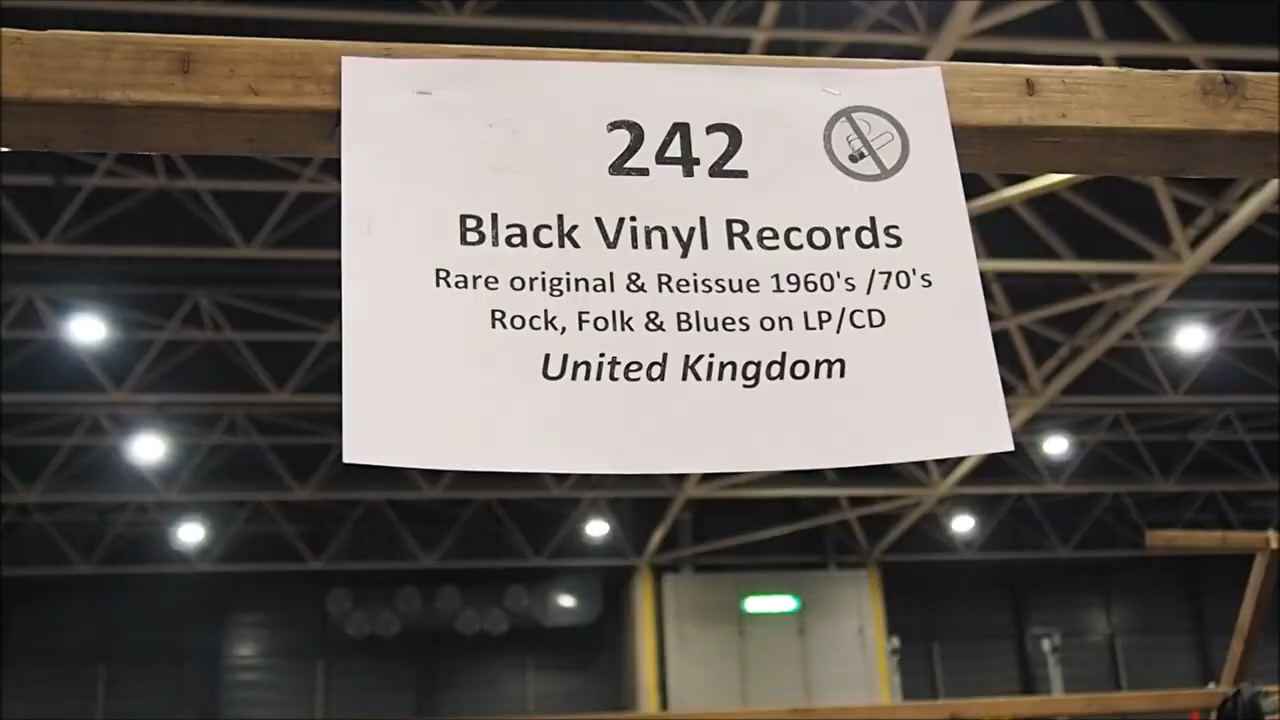 242
Black Vinyl Records
Rare original & Reissue 1960's /70's
Rock, Folk & Blues on LP/CD
United Kingdom